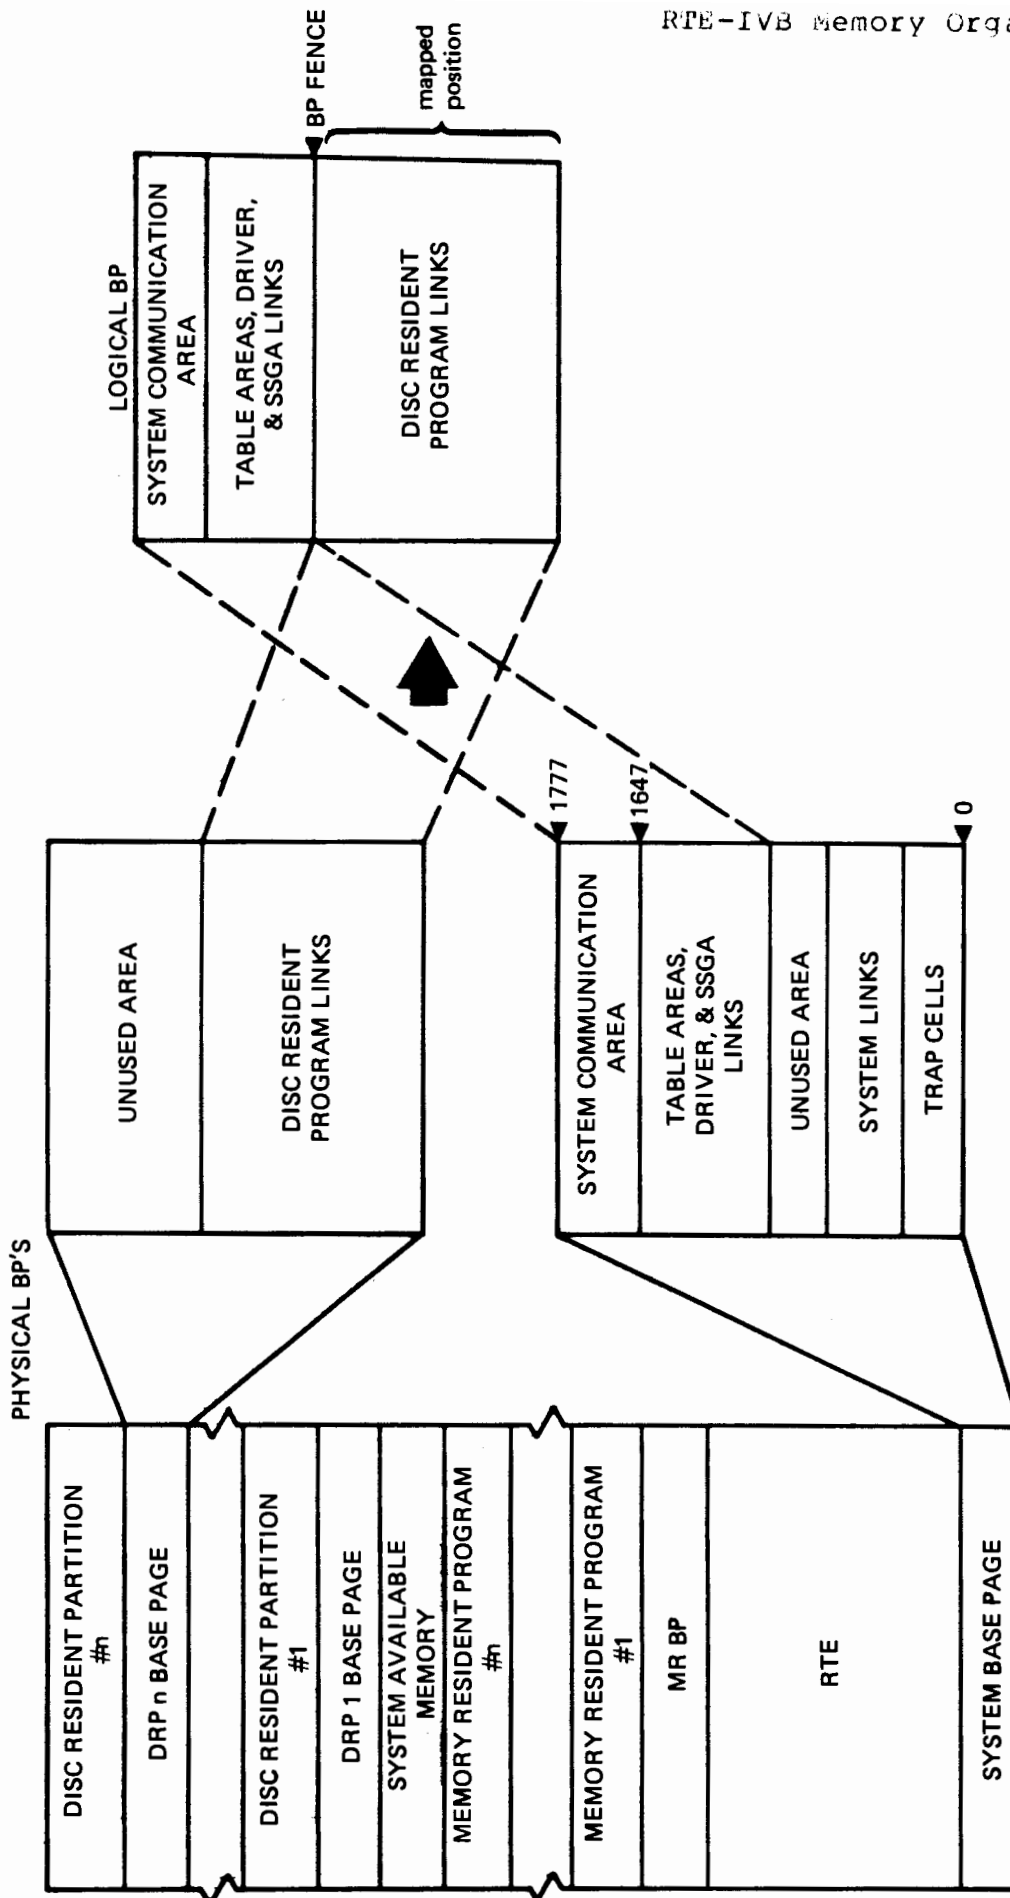 RTE-IVB Memory Orga
PHYSICAL BP'S
DISC RESIDENT PARTITION
#n
DRP n BASE PAGE
DISC RESIDENT PARTITION
#1
DRP 1 BASE PAGE
SYSTEM AVAILABLE
MEMORY
MEMORY RESIDENT PROGRAM
#n
MEMORY RESIDENT PROGRAM
#1
MR BP
RTE
SYSTEM BASE PAGE
UNUSED AREA
DISC RESIDENT
PROGRAM LINKS
SYSTEM COMMUNICATION
AREA
TABLE AREAS,
DRIVER, & SSGA
LINKS
UNUSED AREA
SYSTEM LINKS
TRAP CELLS
1777
1647
0
LOGICAL BP
SYSTEM COMMUNICATION
AREA
TABLE AREAS, DRIVER,
& SSGA LINKS
DISC RESIDENT
PROGRAM LINKS
BP FENCE
mapped
position